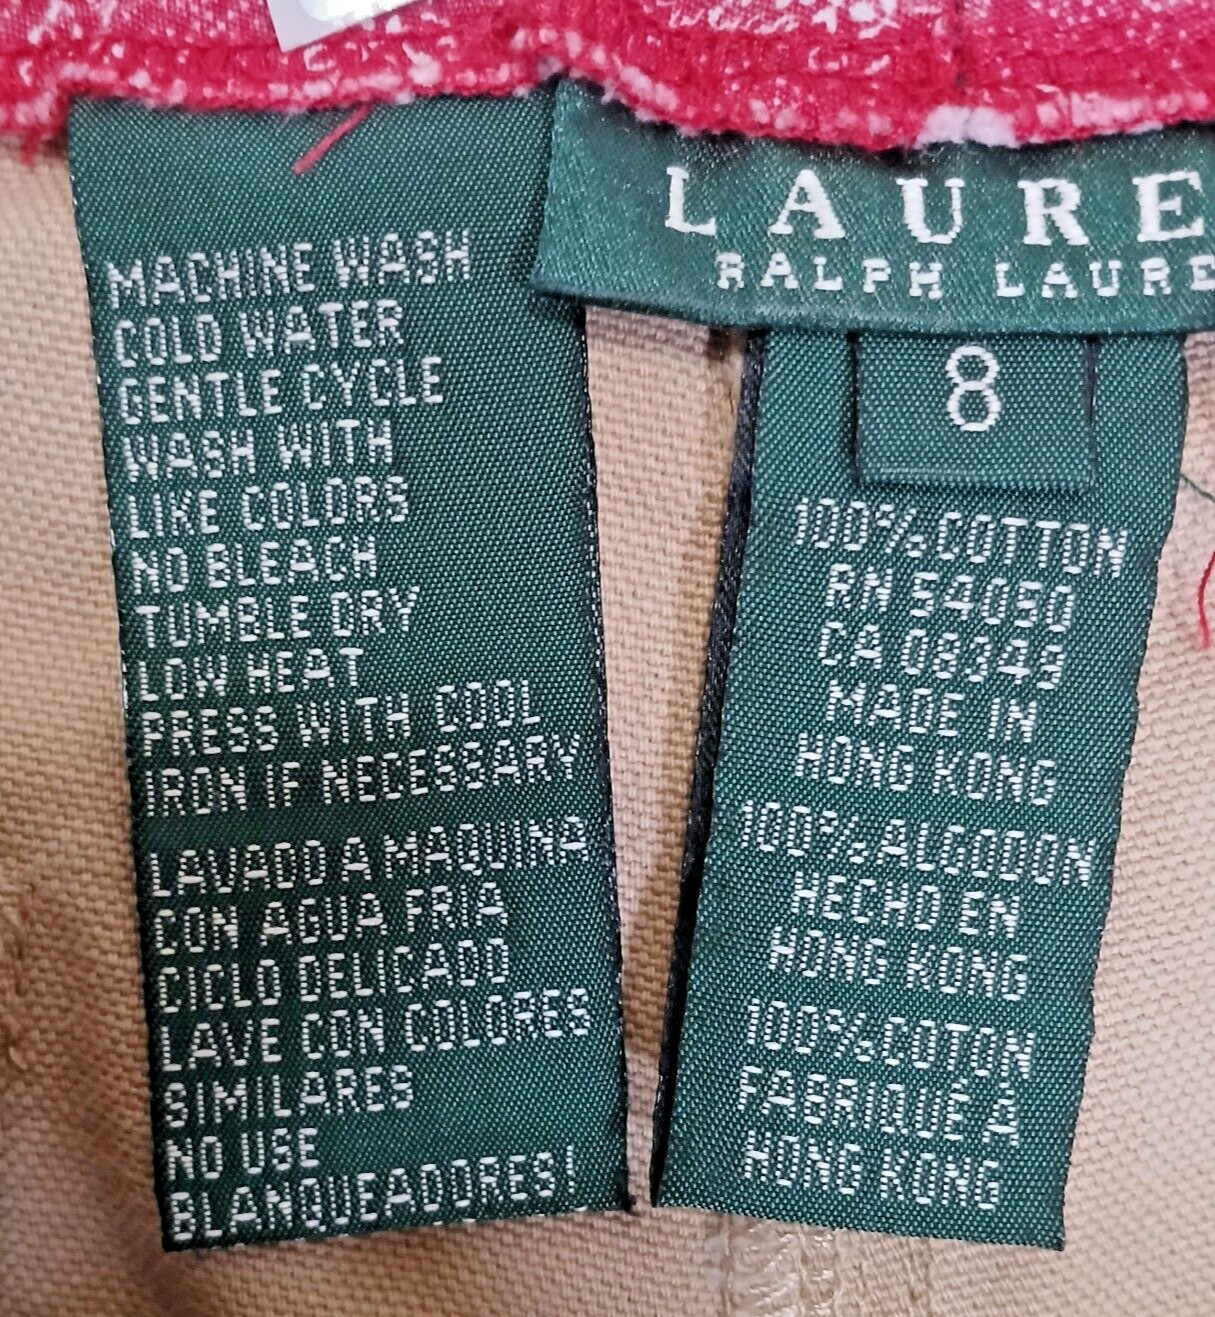 MACHINE WASH
COLD WATER
GENTLE CYCLE
WASH WITH
LIKE COLORS
NO BLEACH
TUMBLE DRY
LOW HEAT
PRESS WITH COOL
IRON IF NECESSARY
LAVADO A MAQUINA
CON AGUA FRIA
CICLO DELICADO
LAVE CON COLORES
SIMILARES
NO USE
BLANQUEADORES!
LAURE
RALPH LAURE
8
100% COTTON
RN 54050
CA 08349
MADE IN
HONG KONG
100% ALGODON
HECHO EN
HONG KONG
100% COTON
FABRIQUÉ À
HONG KONG